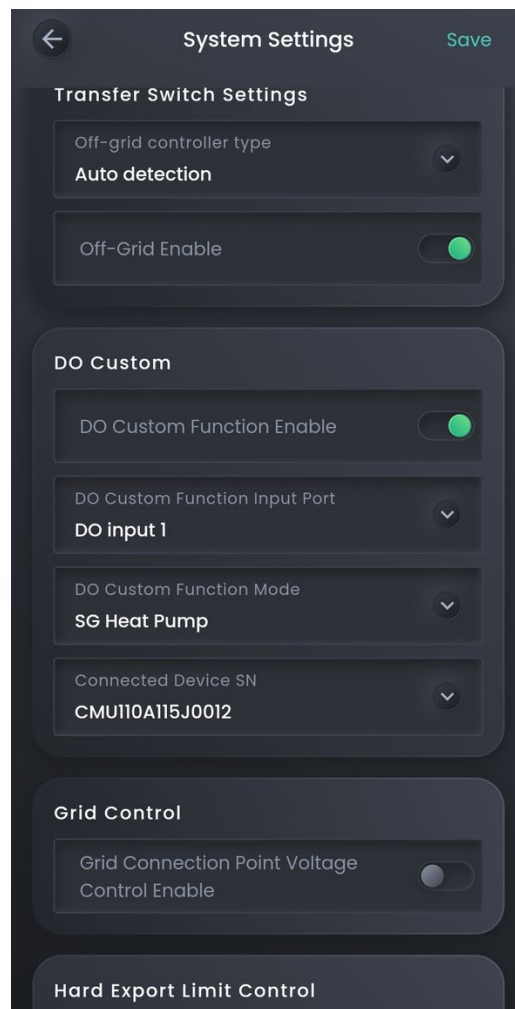 System Settings
Save
Transfer Switch Settings
Off-grid controller type
Auto detection
Off-Grid Enable
DO Custom
DO Custom Function Enable
DO Custom Function Input Port
DO input 1
DO Custom Function Mode
SG Heat Pump
Connected Device SN
CMU110A115J0012
Grid Control
Grid Connection Point Voltage
Control Enable
Hard Export Limit Control